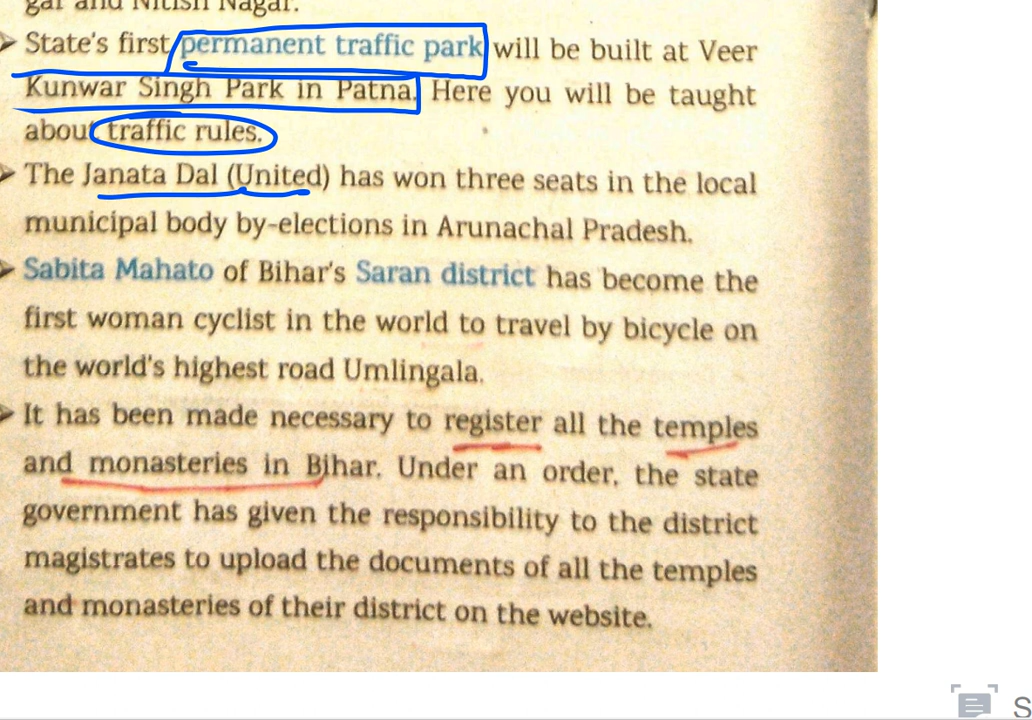 gar and Nitish Nagar.
➤ State's first permanent traffic park will be built at Veer
Kunwar Singh Park in Patna. Here you will be taught
about traffic rules.
➤ The Janata Dal (United) has won three seats in the local
municipal body by-elections in Arunachal Pradesh.
➤ Sabita Mahato of Bihar's Saran district has become the
first woman cyclist in the world to travel by bicycle on
the world's highest road Umlingala.
➤ It has been made necessary to register all the temples
and monasteries in Bihar. Under an order, the state
government has given the responsibility to the district
magistrates to upload the documents of all the temples
and monasteries of their district on the website.
S